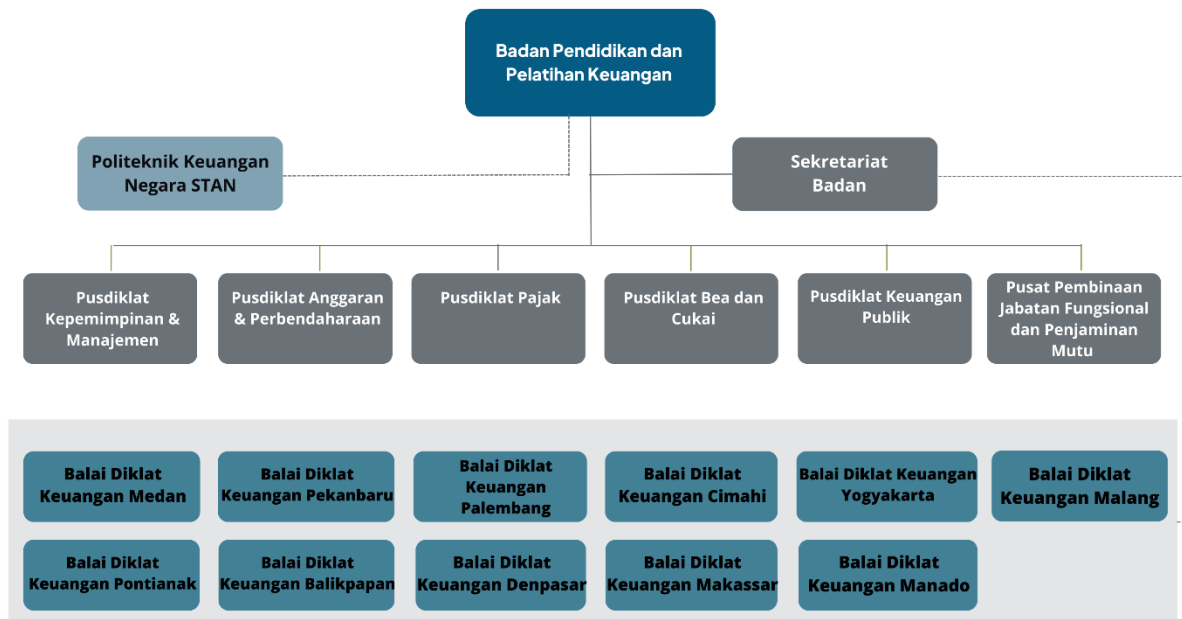 Badan Pendidikan dan
Pelatihan Keuangan
Politeknik Keuangan
Negara STAN
Sekretariat
Badan
Pusdiklat
Kepemimpinan &
Manajemen
Pusdiklat Anggaran
& Perbendaharaan
Pusdiklat Pajak
Pusdiklat Bea dan
Cukai
Pusdiklat Keuangan
Publik
Pusat Pembinaan
Jabatan Fungsional
dan Penjaminan
Mutu
Balai Diklat
Keuangan Medan
Balai Diklat
Keuangan Pekanbaru
Balai Diklat
Keuangan
Palembang
Balai Diklat
Keuangan Cimahi
Balai Diklat Keuangan
Yogyakarta
Balai Diklat
Keuangan Malang
Balai Diklat
Keuangan Pontianak
Balai Diklat
Keuangan Balikpapan
Balai Diklat
Keuangan Denpasar
Balai Diklat
Keuangan Makassar
Balai Diklat
Keuangan Manado